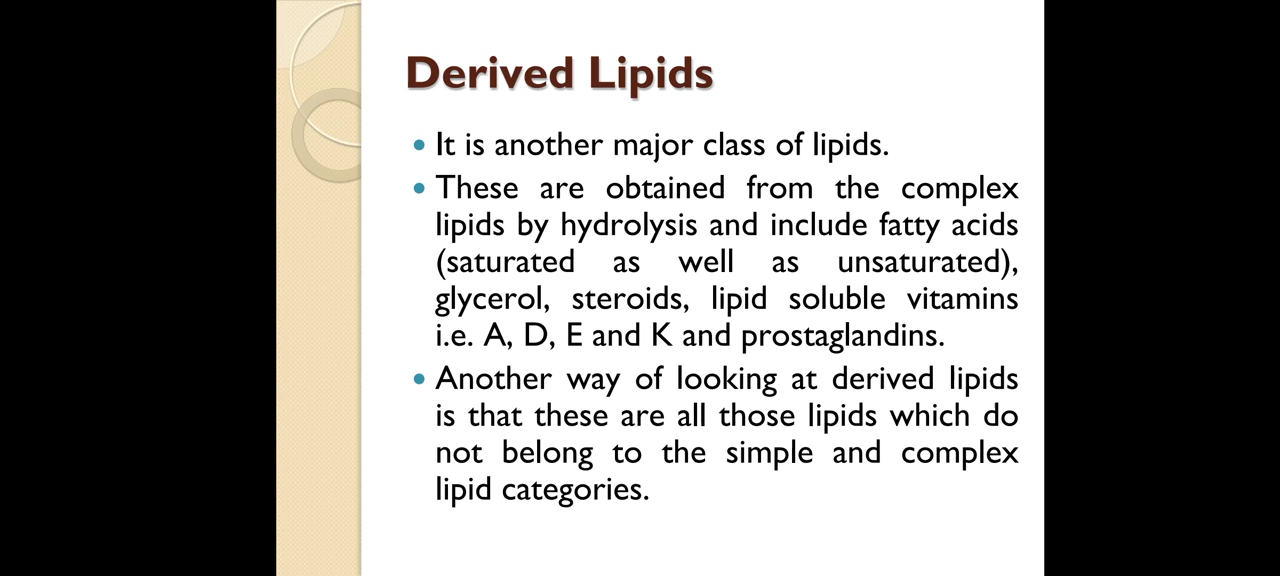 Derived Lipids
• It is another major class of lipids.
• These are obtained from the complex
lipids by hydrolysis and include fatty acids
(saturated as well as unsaturated),
glycerol, steroids, lipid soluble vitamins
i.e. A, D, E and K and prostaglandins.
• Another way of looking at derived lipids
is that these are all those lipids which do
not belong to the simple and complex
lipid categories.